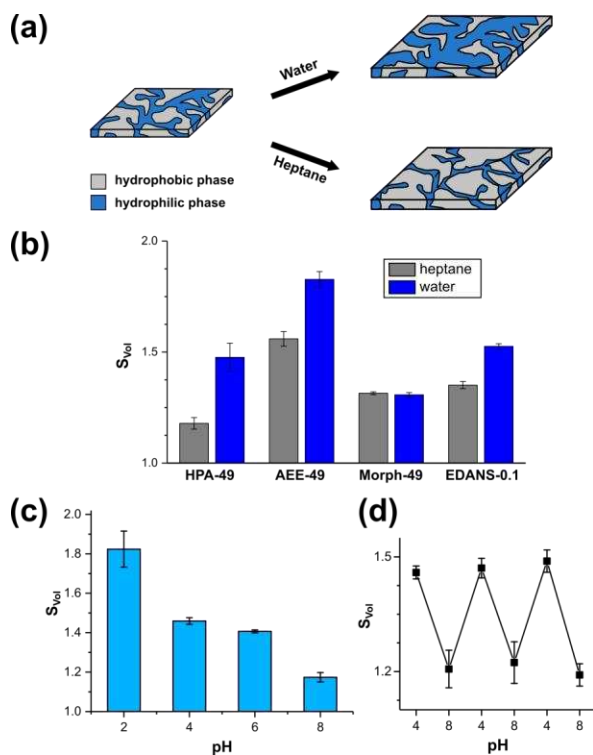 (a)
Water
Heptane
hydrophobic phase
hydrophilic phase
(b)
2.0
1.5
1.0
S_Vol
heptane
water
HPA-49 AEE-49 Morph-49 EDANS-0.1
(c)
2.0
1.8
1.6
1.4
1.2
1.0
S_Vol
2 4 6 8
pH
(d)
1.5
1.2
S_Vol
4 8 4 8 4 8
pH